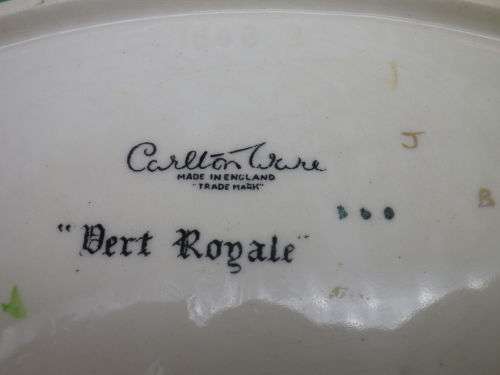 Carlton Ware
MADE IN ENGLAND
"TRADE MARK"
J
B
"Vert Royale"